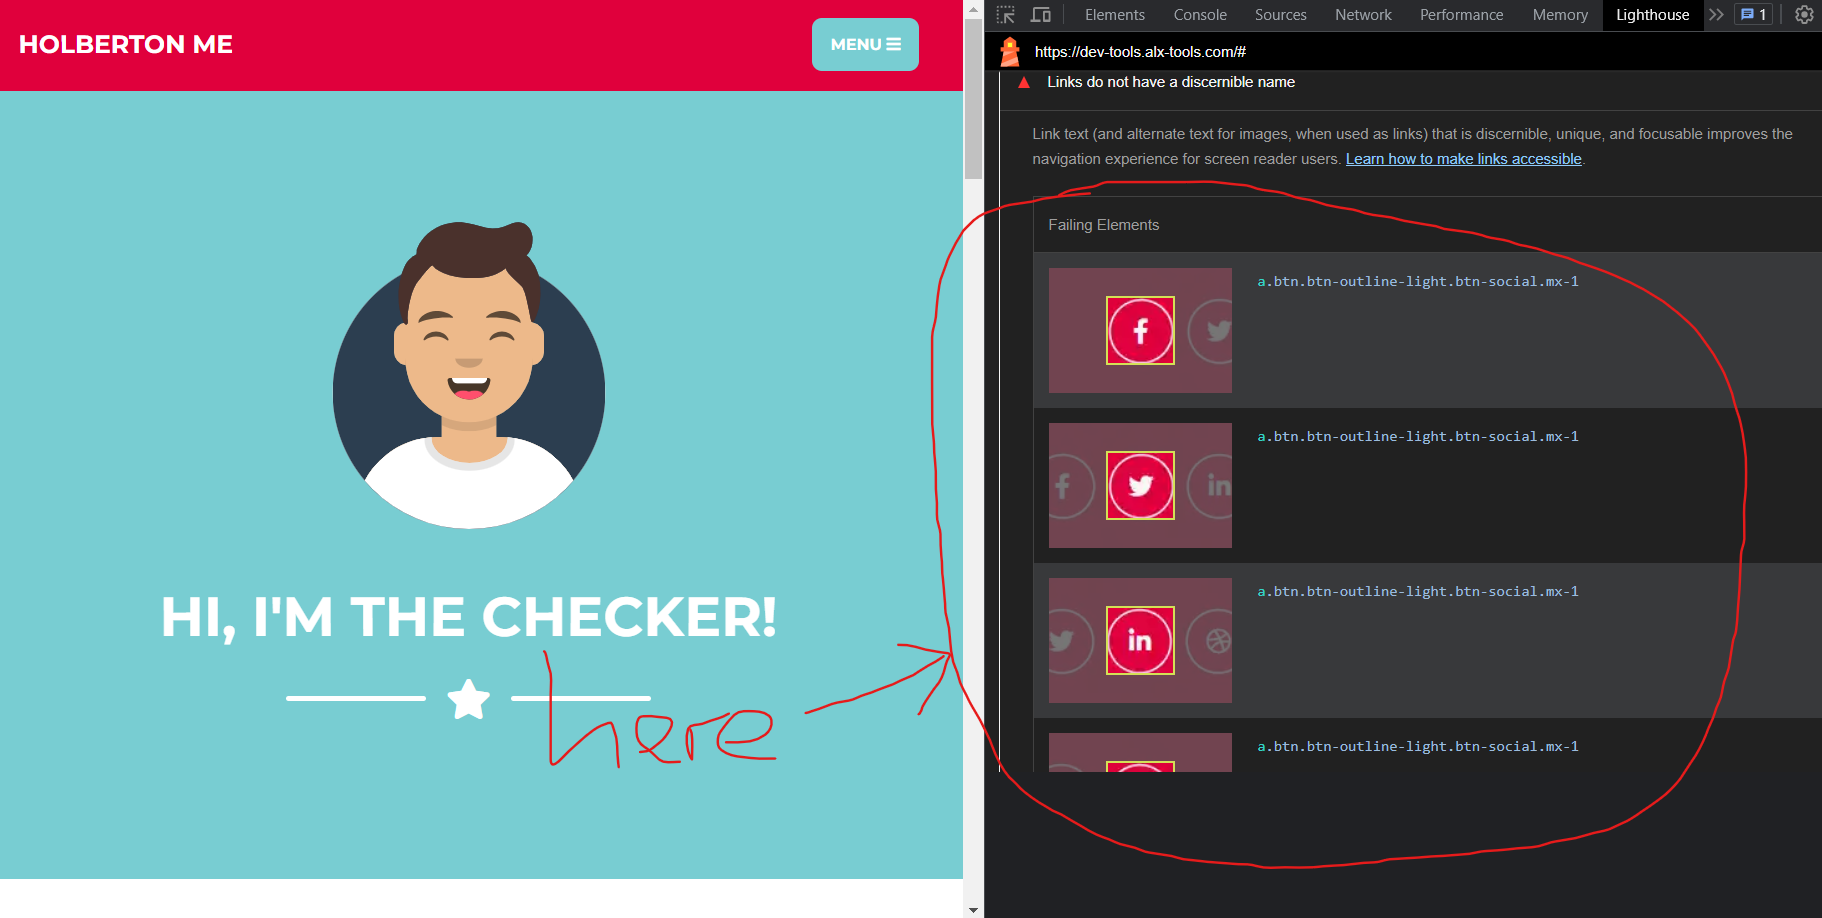 HOLBERTON ME
MENU
HI, I'M THE CHECKER!
here
Elements Console Sources Network Performance Memory Lighthouse 1
https://dev-tools.alx-tools.com/#
Links do not have a discernible name
Link text (and alternate text for images, when used as links) that is discernible, unique, and focusable improves the
navigation experience for screen reader users. Learn how to make links accessible.
Failing Elements
a.btn.btn-outline-light.btn-social.mx-1
a.btn.btn-outline-light.btn-social.mx-1
a.btn.btn-outline-light.btn-social.mx-1
a.btn.btn-outline-light.btn-social.mx-1